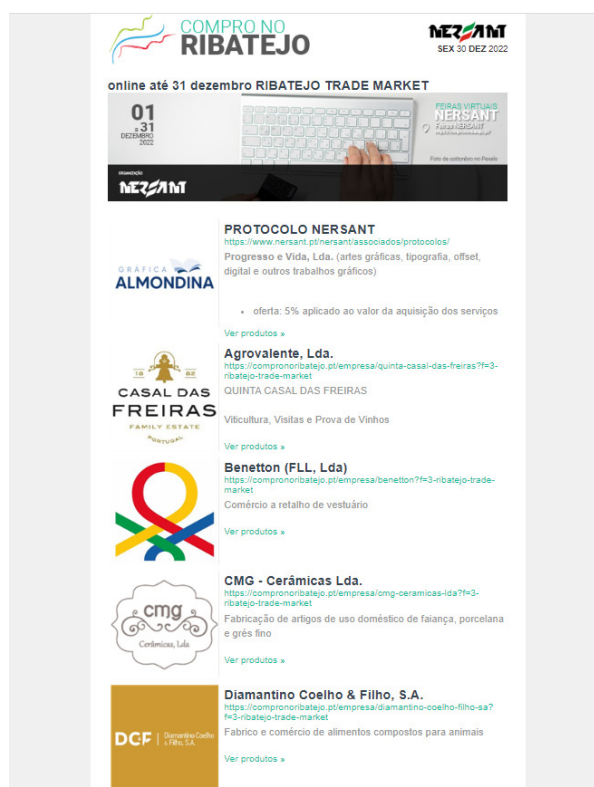 COMPRO NO
RIBATEJO
NERSANT
SEX 30 DEZ 2022
online até 31 dezembro RIBATEJO TRADE MARKET
01
a 31
DEZEMBRO
2022
FEIRAS VIRTUAIS
NERSANT
Feiras NERSANT
ORGANIZAÇÃO
NERSANT
GRÁFICA
ALMONDINA
PROTOCOLO NERSANT
https://www.nersant.pt/nersant/associados/protocolos/
Progresso e Vida, Lda. (artes gráficas, tipografia, offset,
digital e outros trabalhos gráficos)
• oferta: 5% aplicado ao valor da aquisição dos serviços
Ver produtos »
18 82
CASAL DAS
FREIRAS
FAMILY ESTATE
PORTUGAL
Agrovalente, Lda.
https://compronoribatejo.pt/empresa/quinta-casal-das-freiras?f=3-
ribatejo-trade-market
QUINTA CASAL DAS FREIRAS
Viticultura, Visitas e Prova de Vinhos
Ver produtos »
Benetton (FLL, Lda)
https://compronoribatejo.pt/empresa/benetton?f=3-ribatejo-trade-
market
Comércio a retalho de vestuário
Ver produtos »
cmg
Cerâmicas, Lda
CMG - Cerâmicas Lda.
https://compronoribatejo.pt/empresa/cmg-ceramicas-lda?f=3-
ribatejo-trade-market
Fabricação de artigos de uso doméstico de faiança, porcelana
e grés fino
Ver produtos »
DCF
Diamantino Coelho
& Filho, S.A.
Diamantino Coelho & Filho, S.A.
https://compronoribatejo.pt/empresa/diamantino-coelho-filho-sa?
f=3-ribatejo-trade-market
Fabrico e comércio de alimentos compostos para animais
Ver produtos »